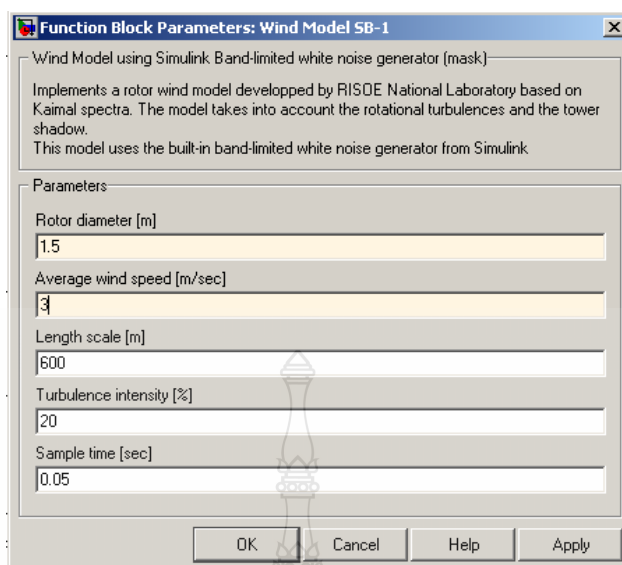 Function Block Parameters: Wind Model SB-1
Wind Model using Simulink Band-limited white noise generator (mask)
Implements a rotor wind model developped by RISOE National Laboratory based on
Kaimal spectra. The model takes into account the rotational turbulences and the tower
shadow.
This model uses the built-in band-limited white noise generator from Simulink
Parameters
Rotor diameter [m]
1.5
Average wind speed [m/sec]
3
Length scale [m]
600
Turbulence intensity [%]
20
Sample time [sec]
0.05
OK Cancel Help Apply